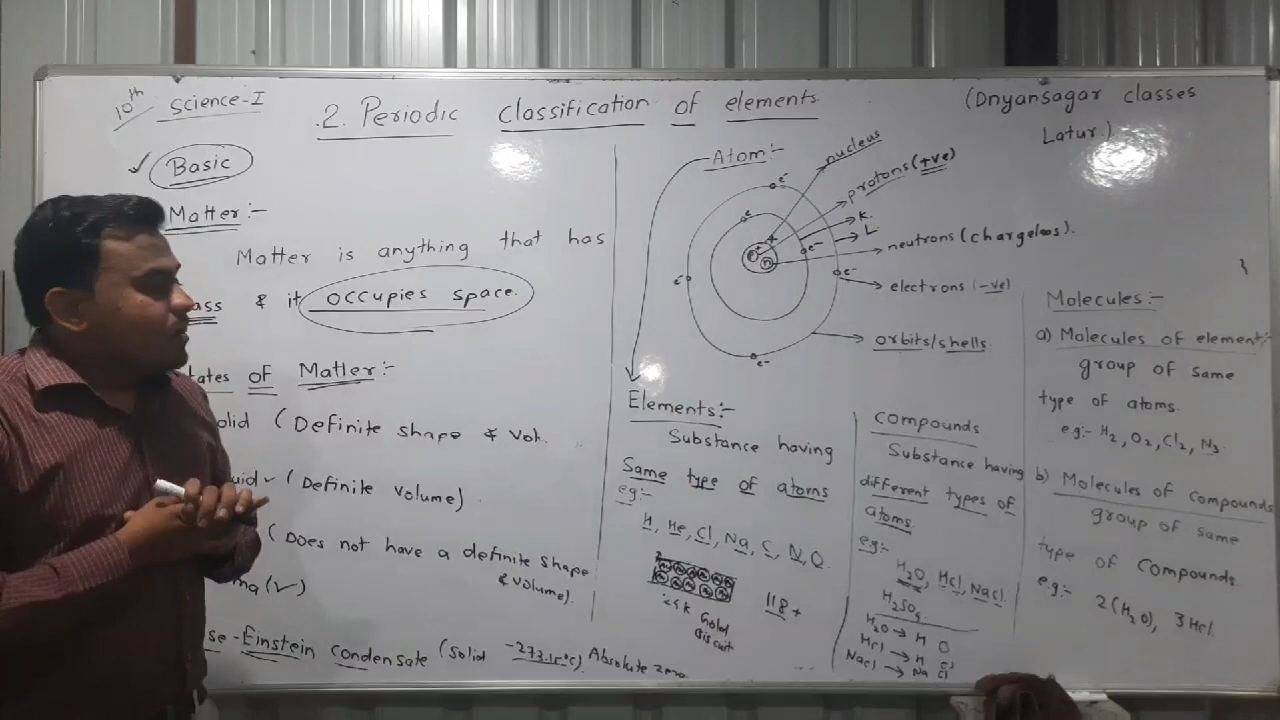 10th Science-I
2. Periodic Classification of elements.
(Dnyansagar classes
Latur.)
✓ Basic
Matter:-
Matter is anything that has
ass & it occupies space.
tates of Matter:-
olid (Definite shape & Vol.
uid - (Definite Volume).
(Does not have a definite shape
& volume).
ma (✓)
se-Einstein condensate (Solid -273.15°C). Absolute zero.
Atom:-
nucleus
protons (+ve)
K.
L.
neutrons (chargeless).
electrons (-ve)
orbits/shells.
e-
e
e-
e-
e-
e-
p+
n
Elements:-
Substance having
Same type of atoms
eg:-
H, He, Cl, Na, C, N, O.
24K Gold
Biscuit
118+
Compounds
Substance having
different types of
atoms.
eg:-
H2O, HCl, NaCl.
H2SO4.
H2O → H O
HCl → H Cl
NaCl → Na Cl
Molecules:-
a) Molecules of element:-
group of same
type of atoms.
eg:- H2, O2, Cl2, N3
b) Molecules of compounds
group of same
type of Compounds.
eg:- 2(H2O), 3HCl.